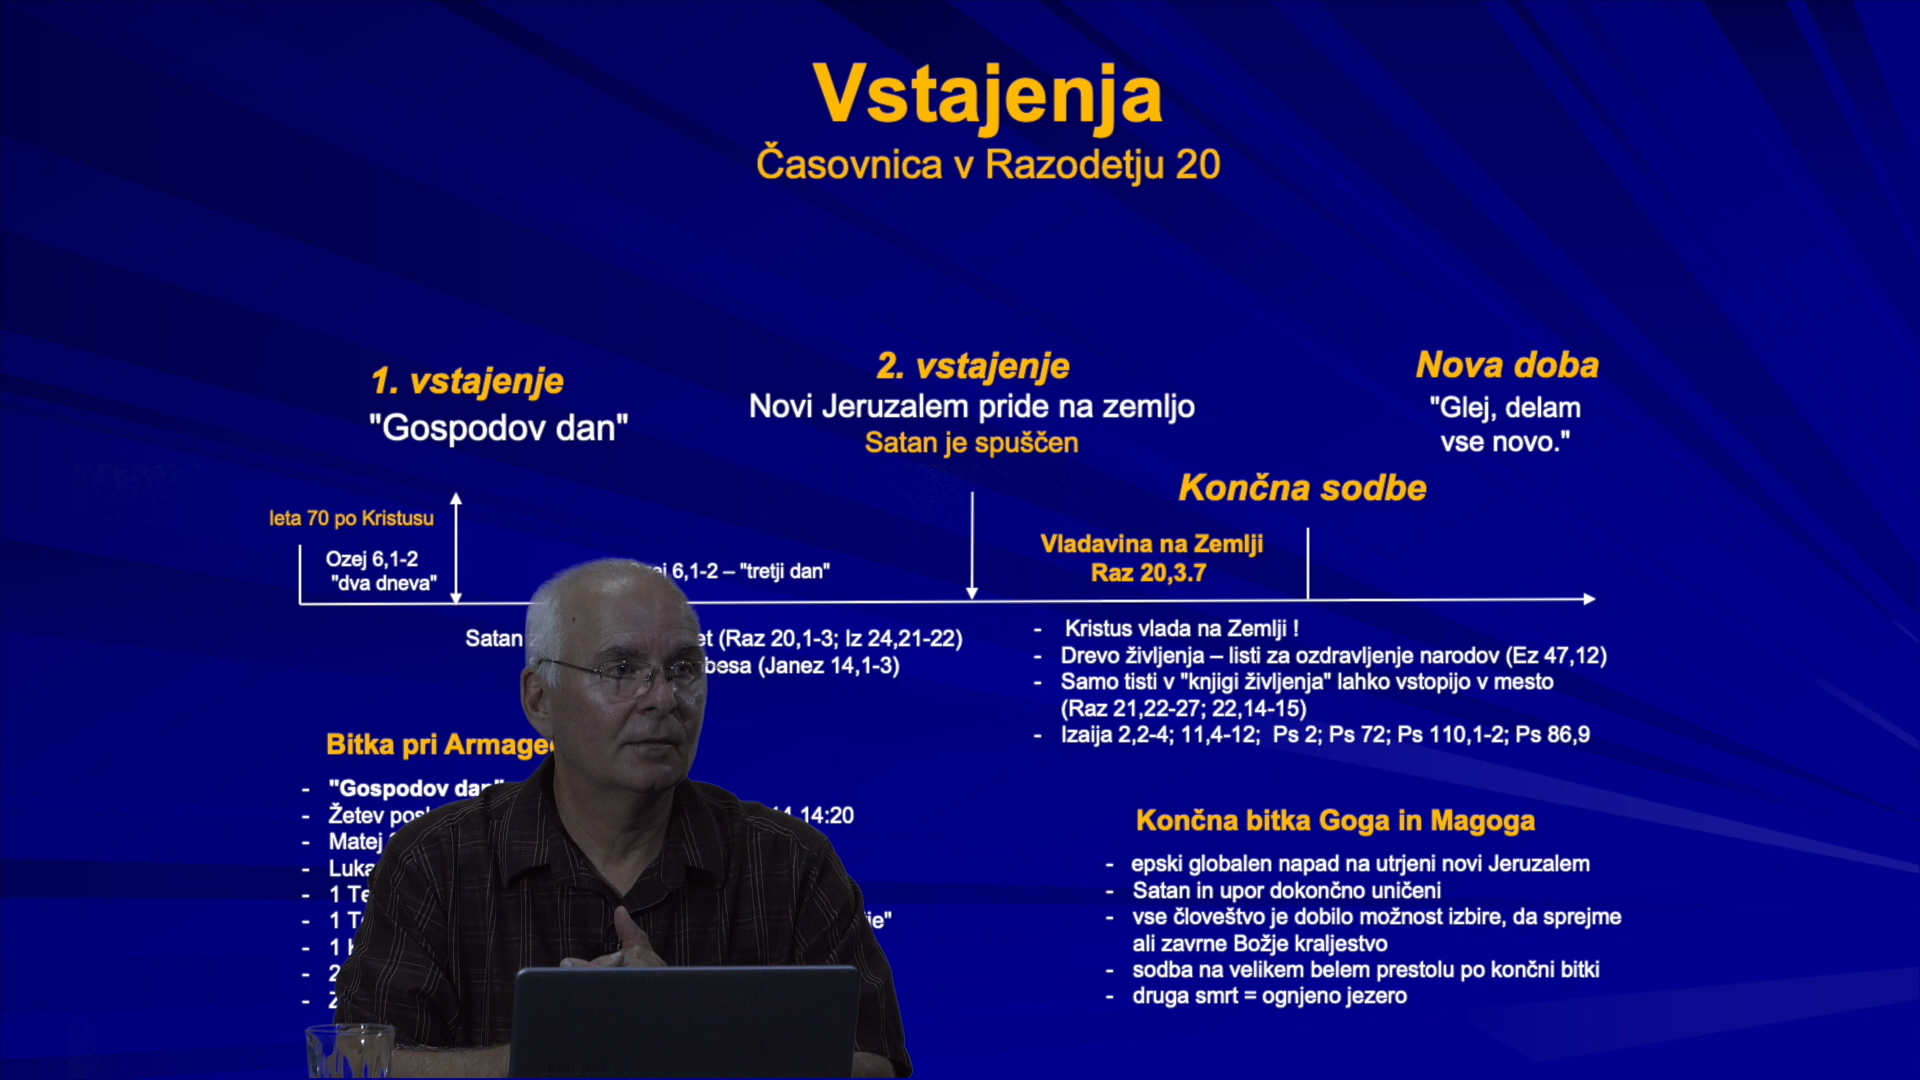 Vstajenja
Časovnica v Razodetju 20
1. vstajenje
"Gospodov dan"
2. vstajenje
Novi Jeruzalem pride na zemljo
Satan je spuščen
Nova doba
"Glej, delam
vse novo."
Končna sodbe
leta 70 po Kristusu
Ozej 6,1-2
"dva dneva"
6,1-2 – "tretji dan"
Vladavina na Zemlji
Raz 20,3.7
Satan (Raz 20,1-3; Iz 24,21-22)
(Janez 14,1-3)
- Kristus vlada na Zemlji !
- Drevo življenja – listi za ozdravljenje narodov (Ez 47,12)
- Samo tisti v "knjigi življenja" lahko vstopijo v mesto
(Raz 21,22-27; 22,14-15)
- Izaija 2,2-4; 11,4-12; Ps 2; Ps 72; Ps 110,1-2; Ps 86,9
Bitka pri
- "Gospodov dan"
- Žetev 14:20
- Matej
-
- 1
- 1
- 1
- 2
-
Končna bitka Goga in Magoga
- epski globalen napad na utrjeni novi Jeruzalem
- Satan in upor dokončno uničeni
- vse človeštvo je dobilo možnost izbire, da sprejme
ali zavrne Božje kraljestvo
- sodba na velikem belem prestolu po končni bitki
- druga smrt = ognjeno jezero